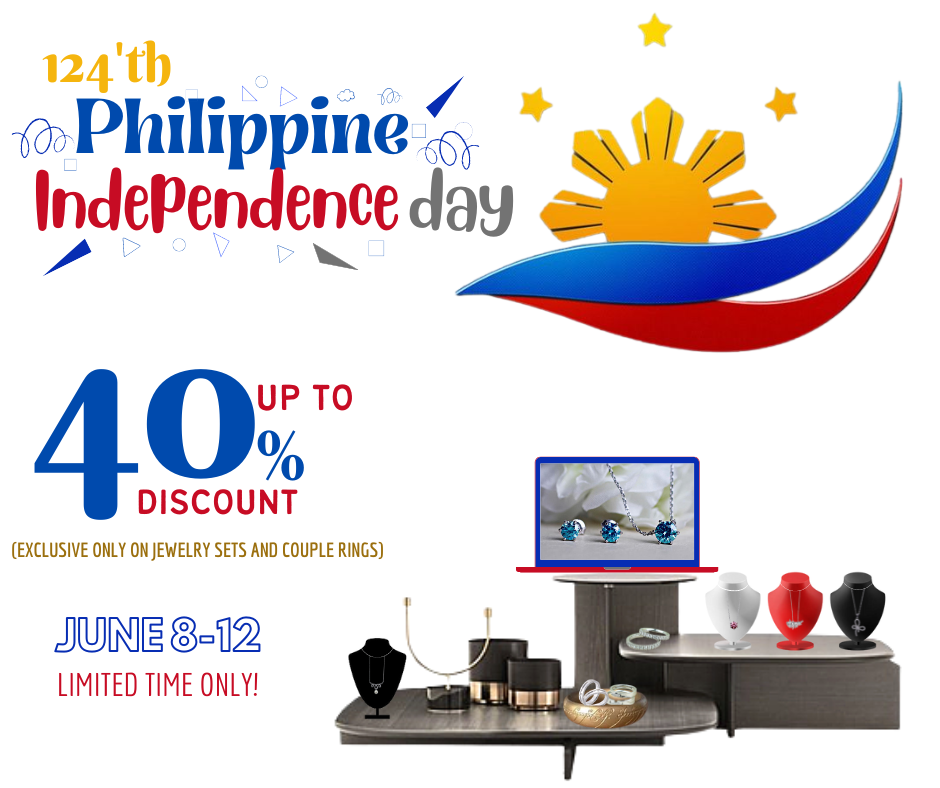 124'th
Philippine
Independence day
UP TO
40%
DISCOUNT
(EXCLUSIVE ONLY ON JEWELRY SETS AND COUPLE RINGS)
JUNE 8-12
LIMITED TIME ONLY!